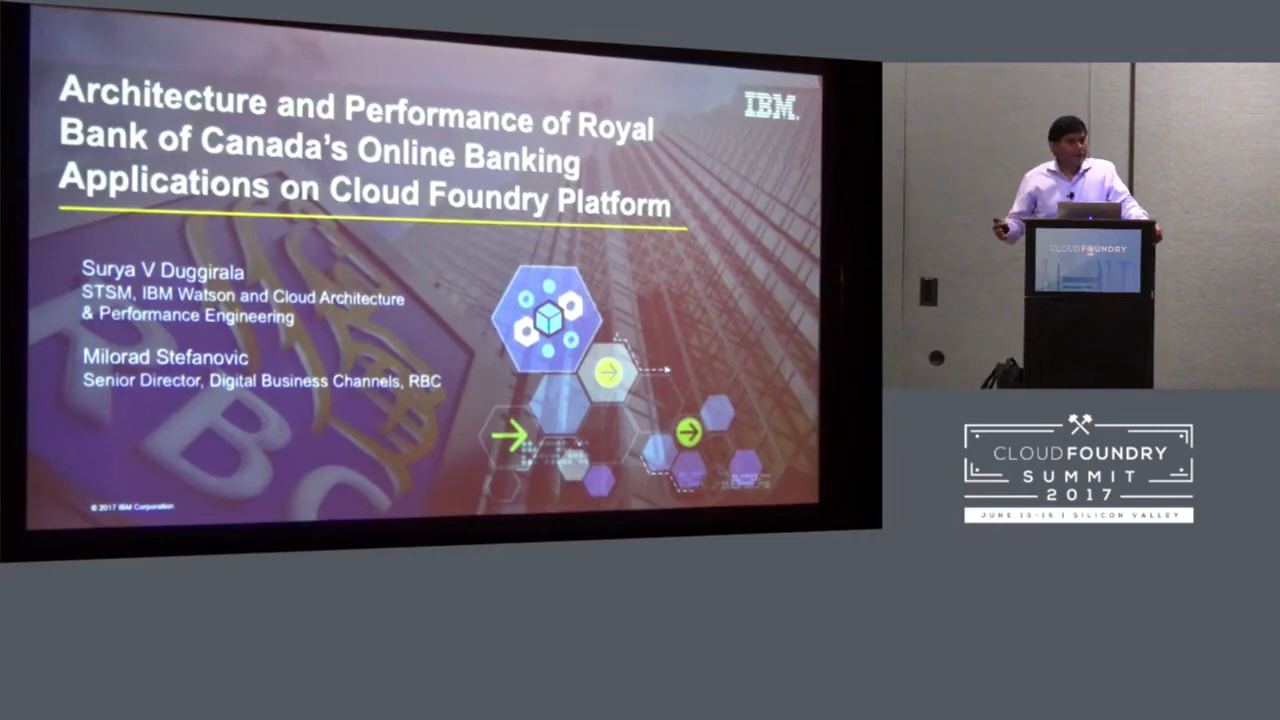 Architecture and Performance of Royal
Bank of Canada's Online Banking
Applications on Cloud Foundry Platform
IBM.
Surya V Duggirala
STSM, IBM Watson and Cloud Architecture
& Performance Engineering
Milorad Stefanovic
Senior Director, Digital Business Channels, RBC
RBC
© 2017 IBM Corporation
CLOUD FOUNDRY
CLOUD FOUNDRY
SUMMIT
2017
JUNE 13-15 | SILICON VALLEY